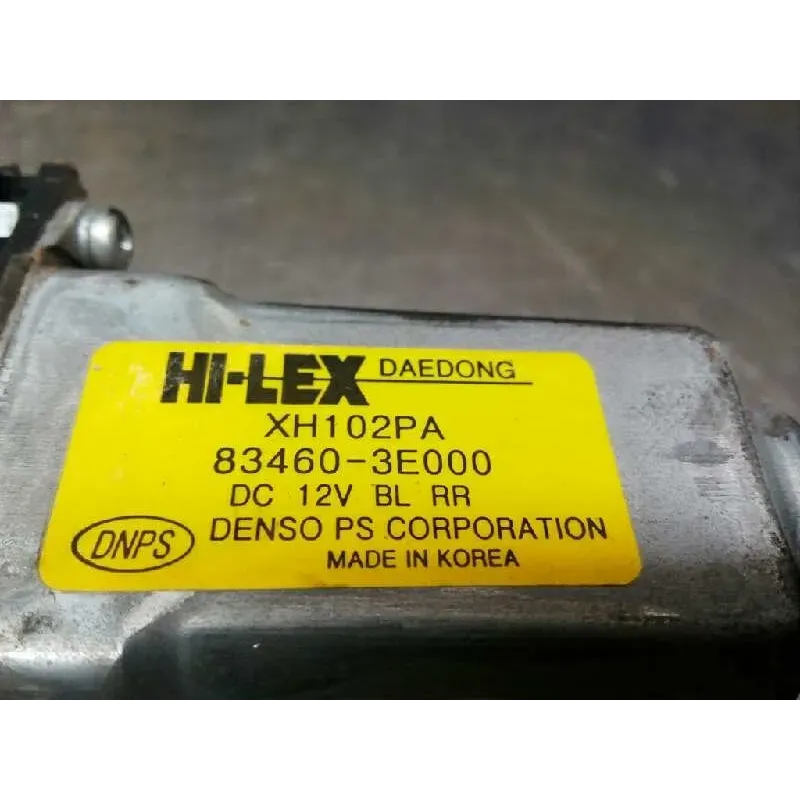 HI-LEX DAEDONG
XH102PA
83460-3E000
DC 12V BL RR
DNPS DENSO PS CORPORATION
MADE IN KOREA